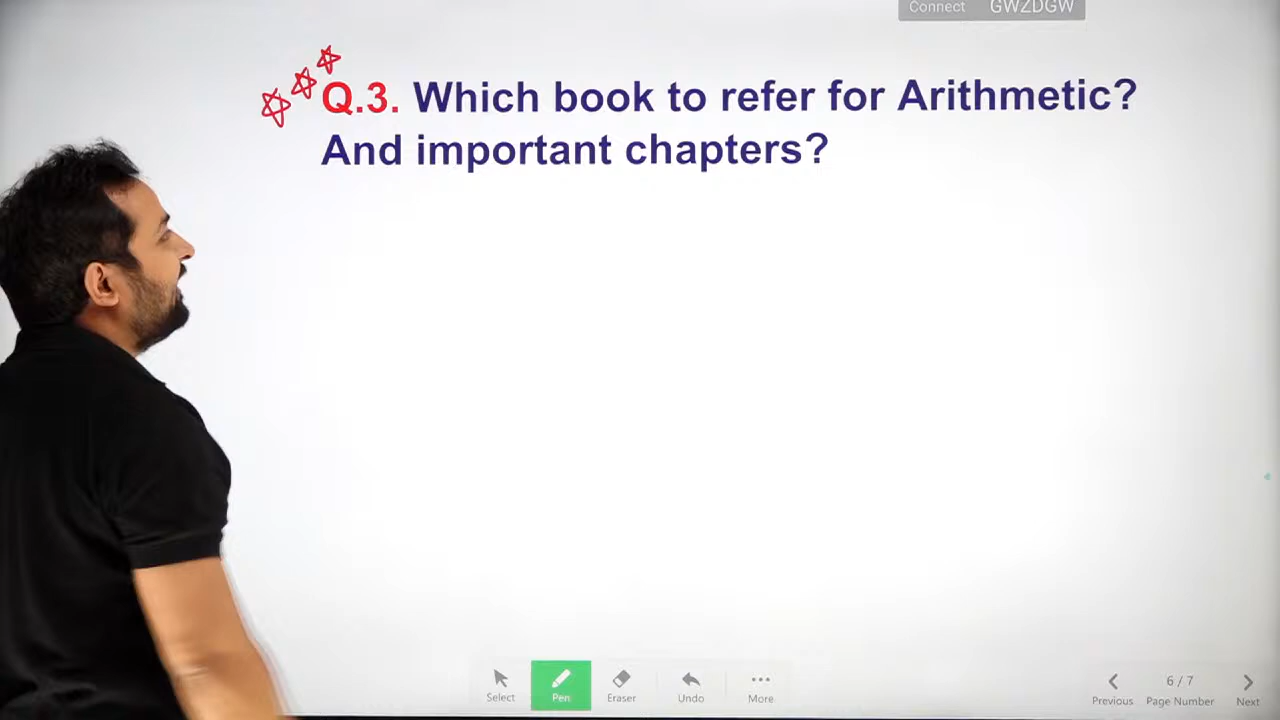 Connect GWZDGW
Q.3. Which book to refer for Arithmetic?
And important chapters?
Select Pen Eraser Undo More Previous 6 / 7 Page Number Next